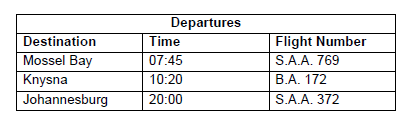 Departures
Destination Time Flight Number
Mossel Bay 07:45 S.A.A. 769
Knysna 10:20 B.A. 172
Johannesburg 20:00 S.A.A. 372